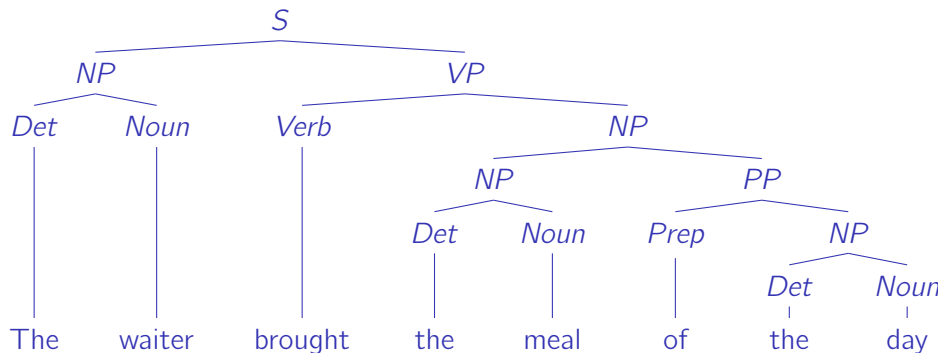 S
NP VP
Det Noun Verb NP
NP PP
Det Noun Prep NP
Det Noun
The waiter brought the meal of the day